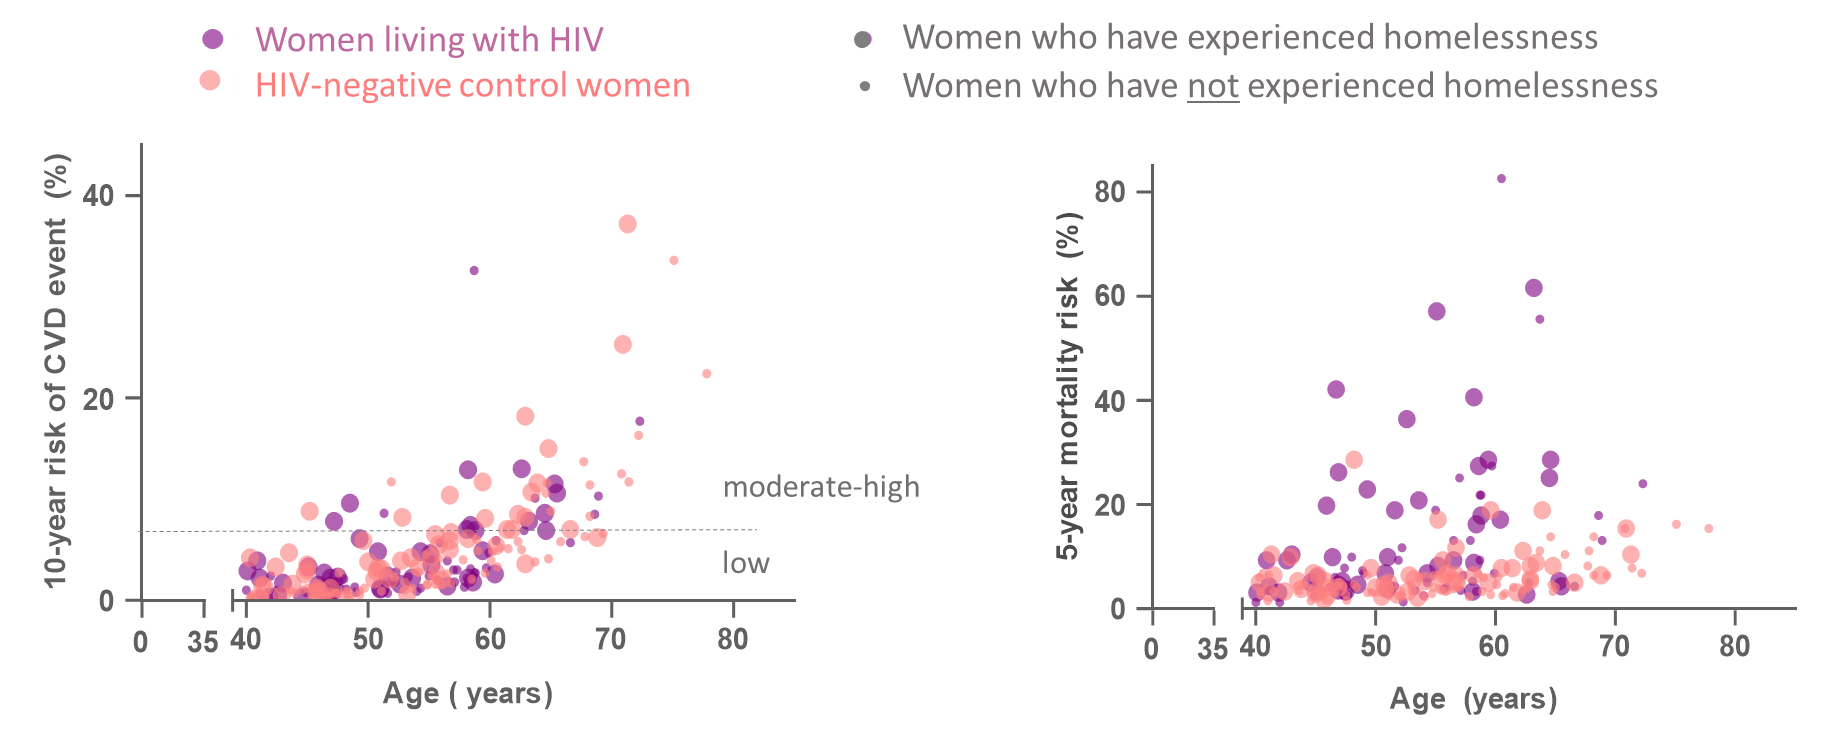 Women living with HIV
HIV-negative control women
Women who have experienced homelessness
Women who have not experienced homelessness
10-year risk of CVD event (%)
40
20
0
0 35 40 50 60 70 80
Age ( years)
moderate-high
low
5-year mortality risk (%)
80
60
40
20
0
0 35 40 50 60 70 80
Age (years)